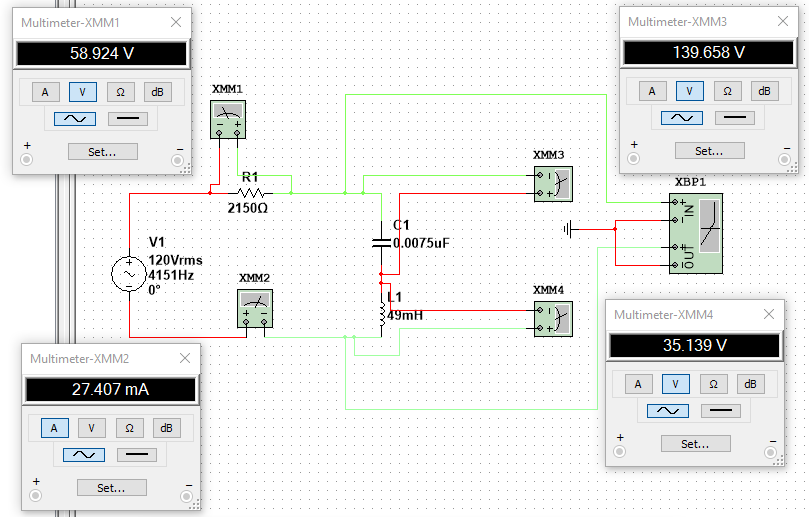 Multimeter-XMM1
58.924 V
A V Ω dB
+ −
Set...
XMM1
− +
R1
2150Ω
V1
120Vrms
4151Hz
0°
+
XMM2
+ −
C1
0.0075uF
L1
49mH
XMM3
−
+
XMM4
−
+
XBP1
+
−
IN
+
−
OUT
Multimeter-XMM3
139.658 V
A V Ω dB
+ −
Set...
Multimeter-XMM2
27.407 mA
A V Ω dB
+ −
Set...
Multimeter-XMM4
35.139 V
A V Ω dB
+ −
Set...